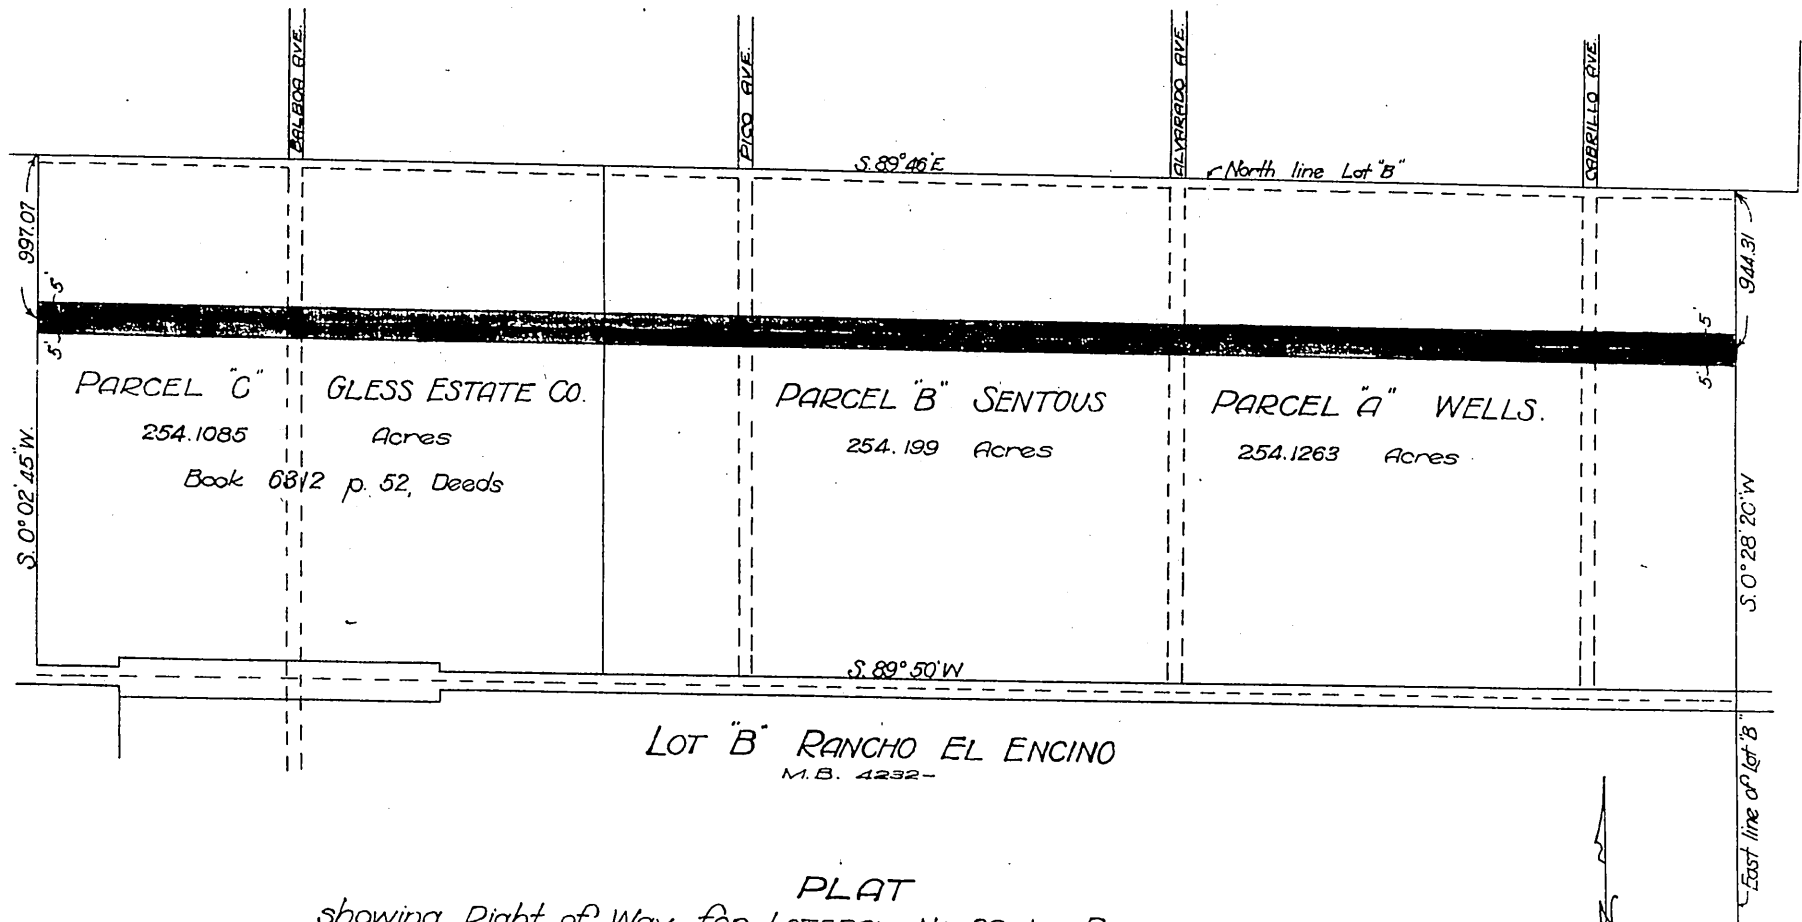 BALBOA AVE.
PICO AVE.
ALVARADO AVE.
CABRILLO AVE.
S. 89° 46' E
North line Lot "B"
997.07
944.31
5'
5'
5'
5'
PARCEL "C" GLESS ESTATE CO.
254.1085 Acres
Book 6312 p. 52, Deeds
PARCEL "B" SENTOUS
254.199 Acres
PARCEL "A" WELLS.
254.1263 Acres
S. 0° 02' 45" W.
S. 0° 28' 20" W
S. 89° 50' W
LOT "B" RANCHO EL ENCINO
M.B. 4232-
East line of Lot "B"
PLAT
showing Right of Way for